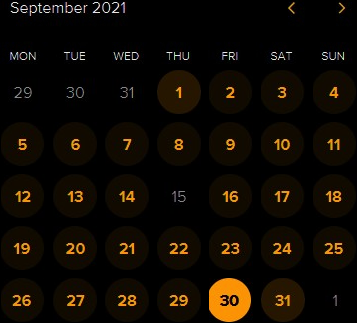 September 2021
MON TUE WED THU FRI SAT SUN
29 30 31 1 2 3 4
5 6 7 8 9 10 11
12 13 14 15 16 17 18
19 20 21 22 23 24 25
26 27 28 29 30 31 1